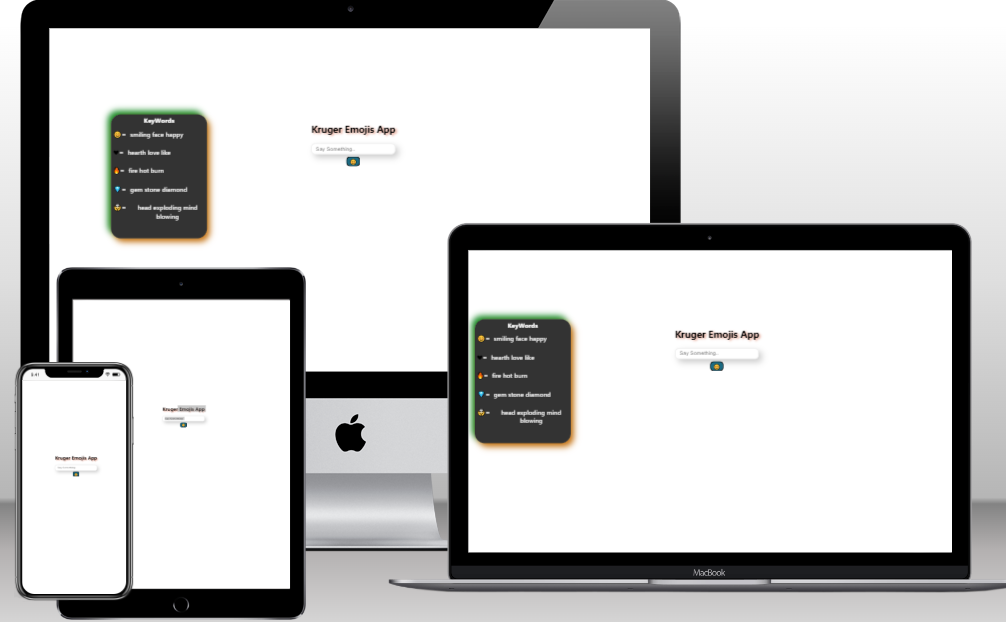 KeyWords
😀= smiling face happy
🖤= hearth love like
🔥= fire hot burn
💎= gem stone diamond
🤯= head exploding mind
blowing
Kruger Emojis App
Say Something.
KeyWords
😀= smiling face happy
🖤= hearth love like
🔥= fire hot burn
💎= gem stone diamond
🤯= head exploding mind
blowing
Kruger Emojis App
Say Something.
MacBook
Kruger Emojis App
Kruger Emojis App